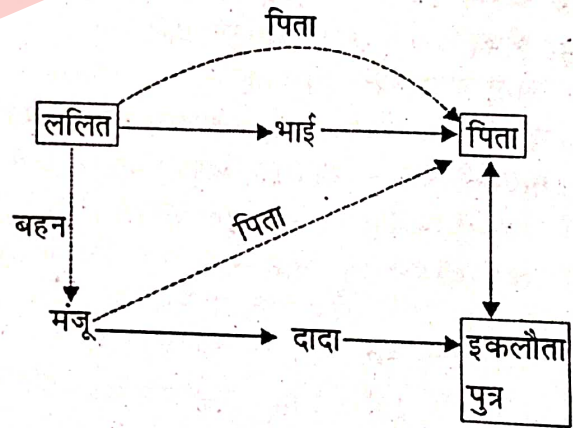 पिता
ललित भाई पिता
बहन
पिता
मंजू दादा इकलौता
पुत्र